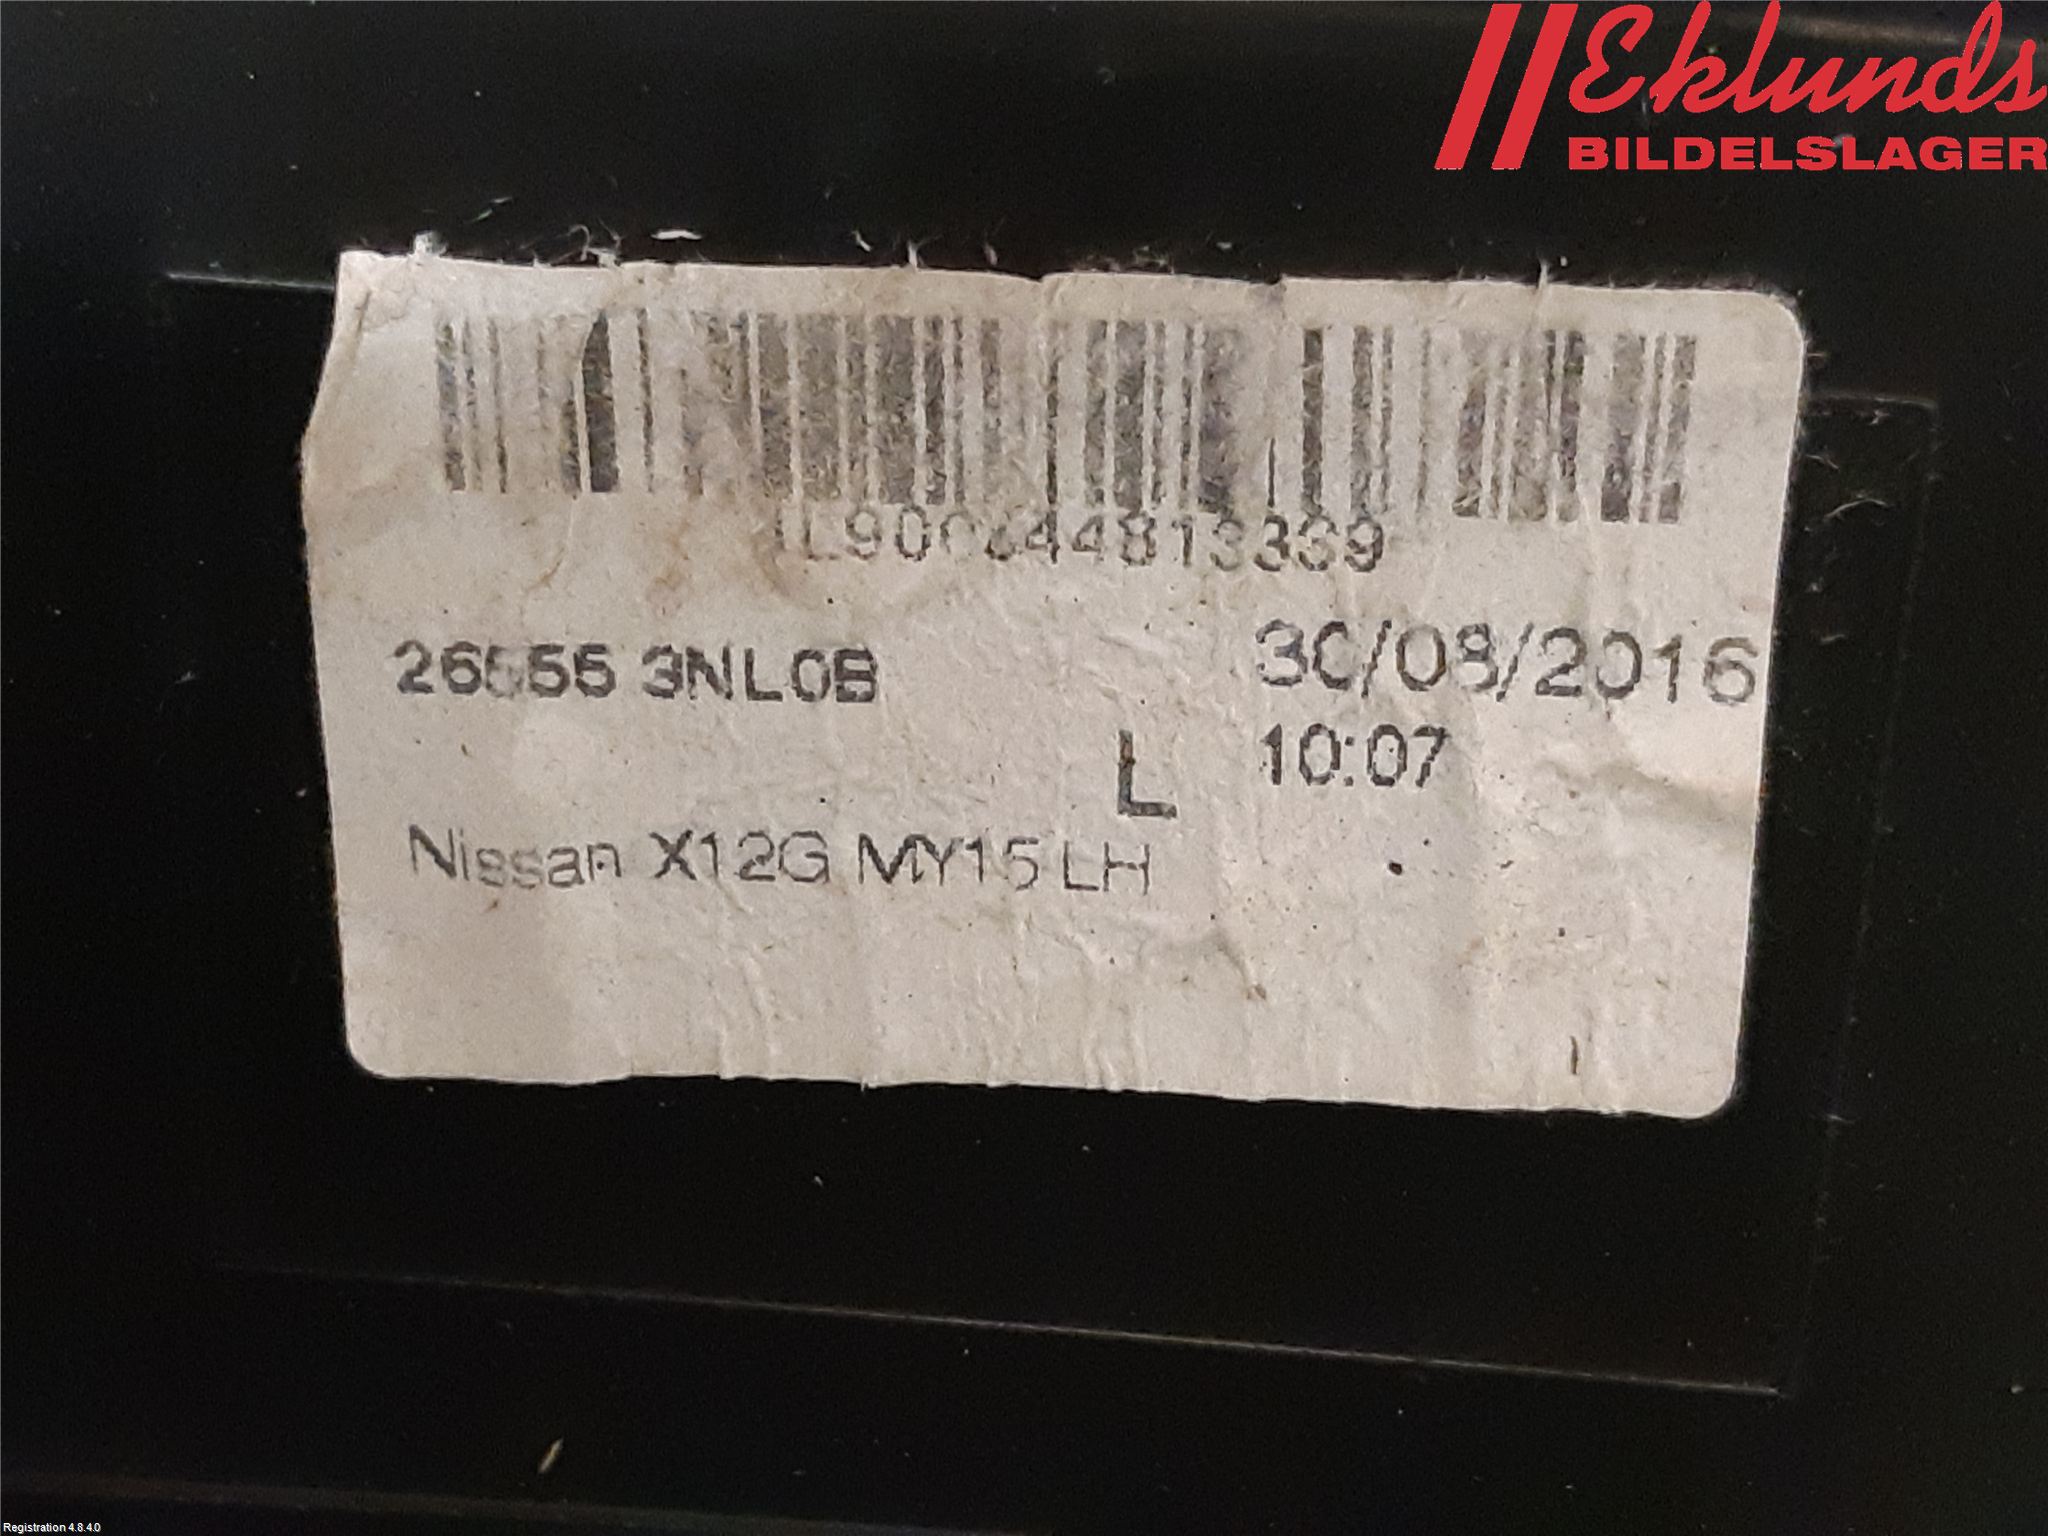 Eklunds
BILDELSLAGER
26555 3NL0B
30/08/2016
L
10:07
Nissan X12G MY15 LH
Registration 4.8.4.0